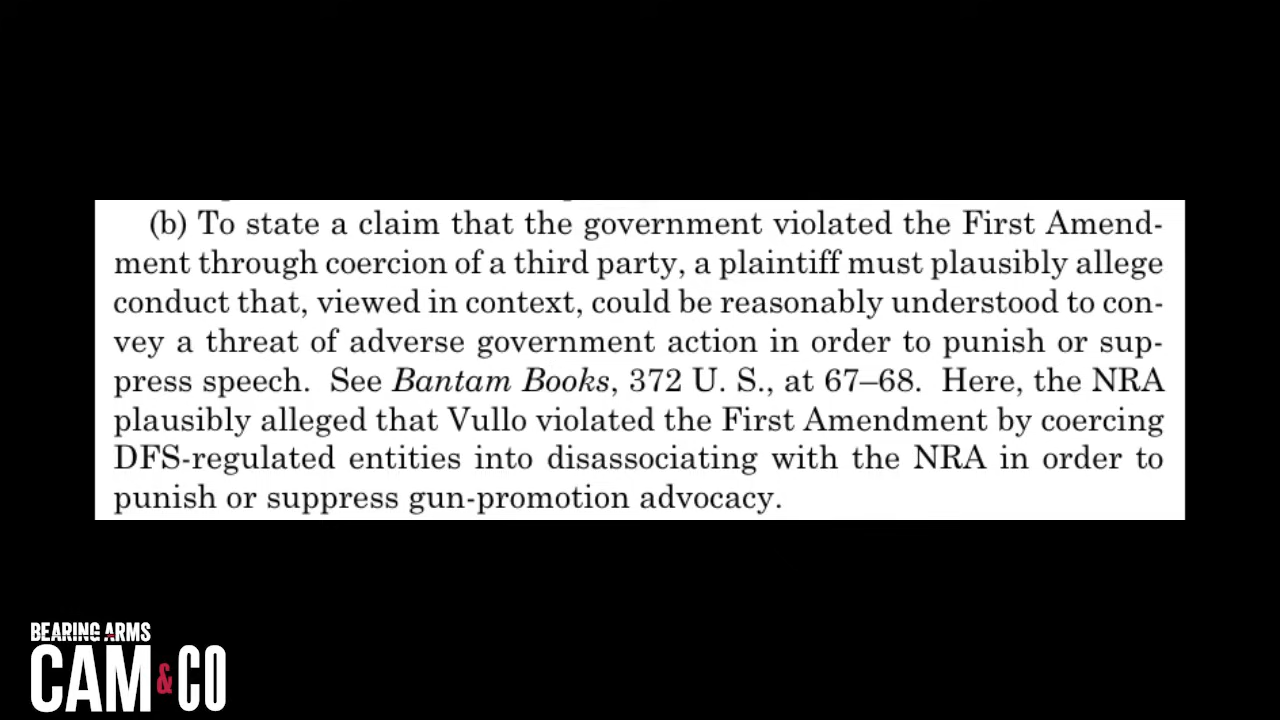 (b) To state a claim that the government violated the First Amend-
ment through coercion of a third party, a plaintiff must plausibly allege
conduct that, viewed in context, could be reasonably understood to con-
vey a threat of adverse government action in order to punish or sup-
press speech. See Bantam Books, 372 U. S., at 67–68. Here, the NRA
plausibly alleged that Vullo violated the First Amendment by coercing
DFS-regulated entities into disassociating with the NRA in order to
punish or suppress gun-promotion advocacy.
BEARING ARMS
CAM & CO